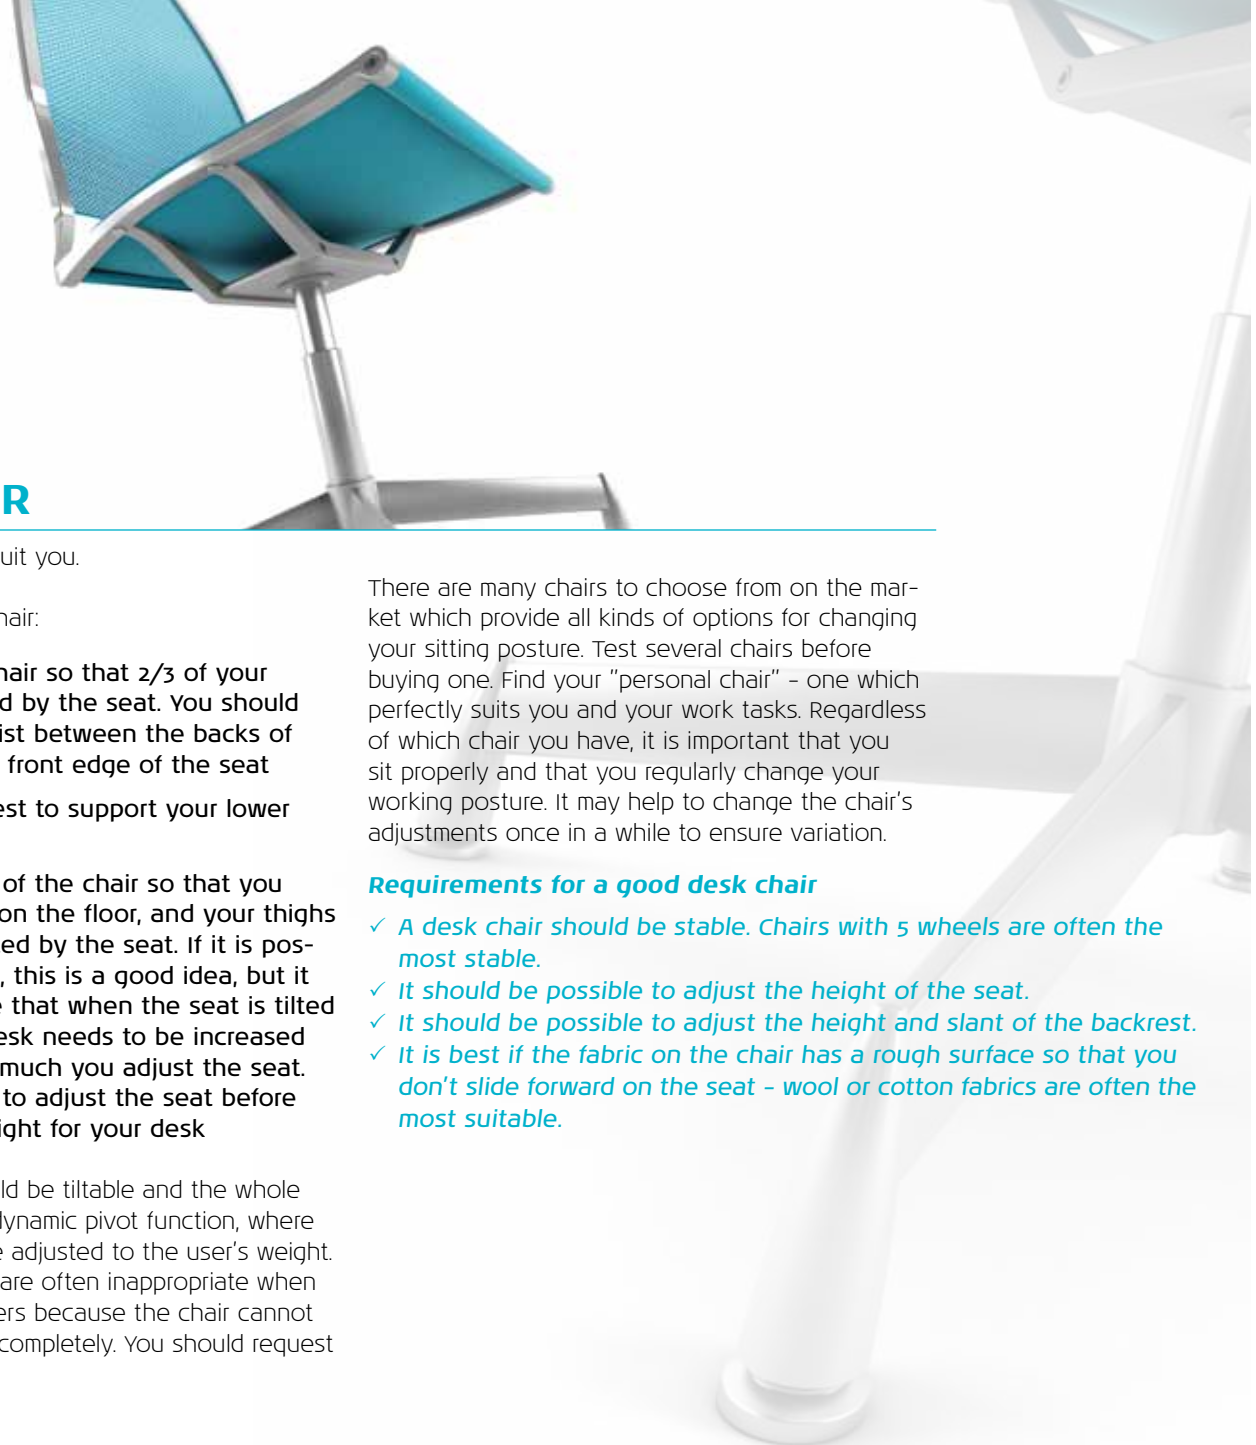 R
uit you.
hair:
hair so that 2/3 of your
d by the seat. You should
ist between the backs of
front edge of the seat
est to support your lower
of the chair so that you
on the floor, and your thighs
ed by the seat. If it is pos-
, this is a good idea, but it
e that when the seat is tilted
esk needs to be increased
much you adjust the seat.
to adjust the seat before
ight for your desk
ld be tiltable and the whole
dynamic pivot function, where
e adjusted to the user's weight.
are often inappropriate when
ers because the chair cannot
completely. You should request
There are many chairs to choose from on the mar-
ket which provide all kinds of options for changing
your sitting posture. Test several chairs before
buying one. Find your "personal chair" - one which
perfectly suits you and your work tasks. Regardless
of which chair you have, it is important that you
sit properly and that you regularly change your
working posture. It may help to change the chair's
adjustments once in a while to ensure variation.
Requirements for a good desk chair
✓ A desk chair should be stable. Chairs with 5 wheels are often the
most stable.
✓ It should be possible to adjust the height of the seat.
✓ It should be possible to adjust the height and slant of the backrest.
✓ It is best if the fabric on the chair has a rough surface so that you
don't slide forward on the seat - wool or cotton fabrics are often the
most suitable.